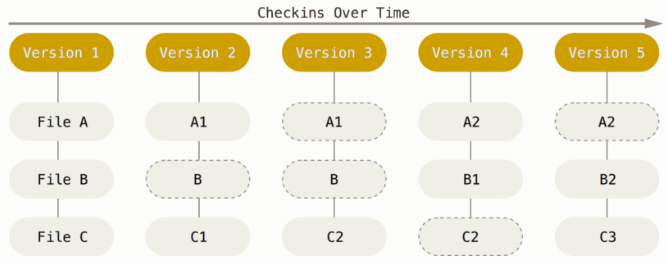 Checkins Over Time
Version 1 Version 2 Version 3 Version 4 Version 5
File A A1 A1 A2 A2
File B B B B1 B2
File C C1 C2 C2 C3